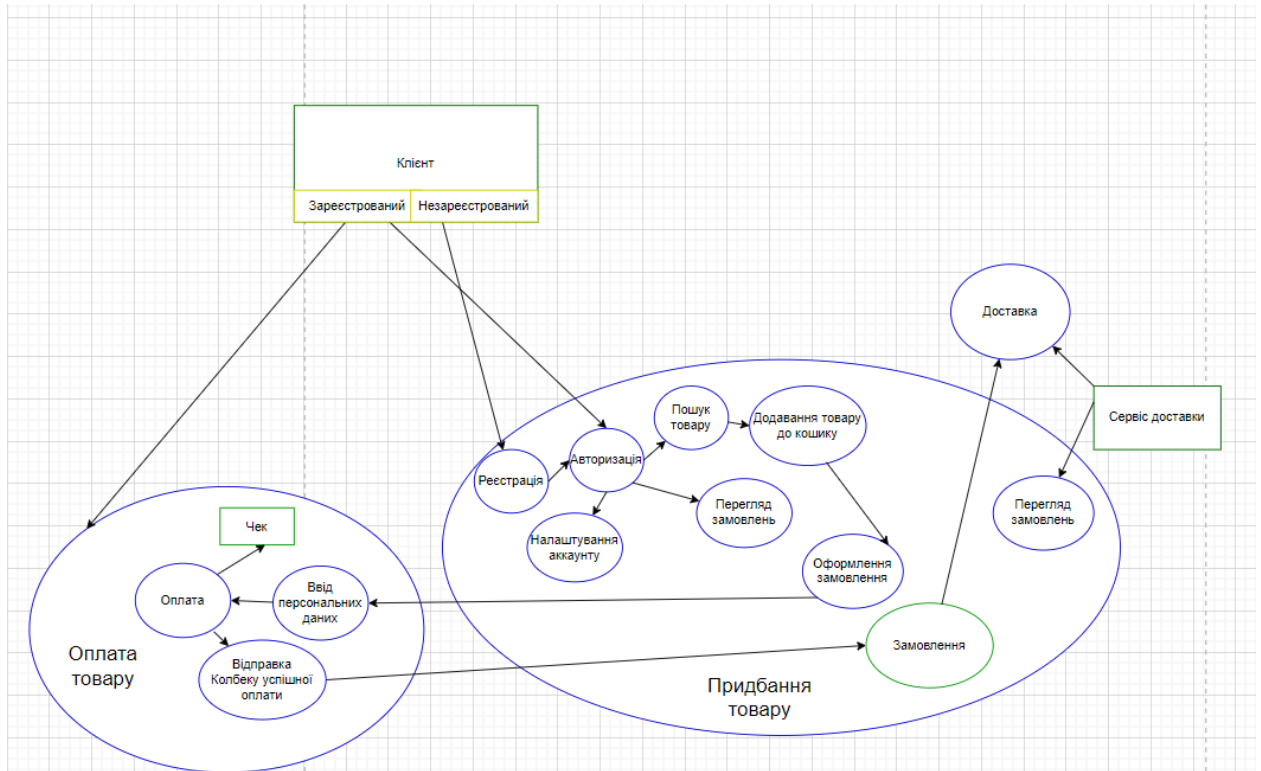 Клієнт
Зареєстрований
Незареєстрований
Доставка
Сервіс доставки
Пошук
товару
Додавання товару
до кошику
Авторизація
Реєстрація
Перегляд
замовлень
Перегляд
замовлень
Налаштування
аккаунту
Оформлення
замовлення
Чек
Ввід
персональних
даних
Оплата
Оплата
товару
Відправка
Колбеку успішної
оплати
Замовлення
Придбання
товару